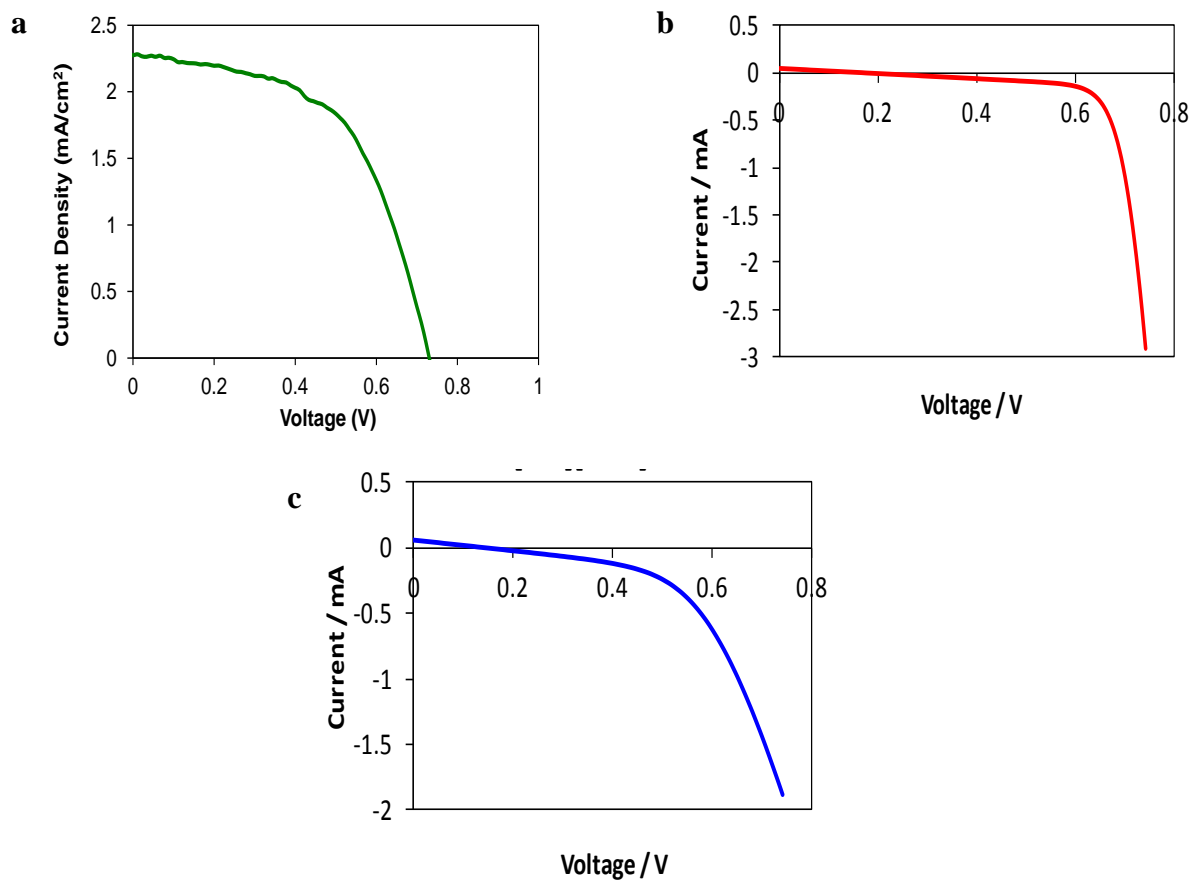 a
2.5
2
1.5
1
0.5
0
0 0.2 0.4 0.6 0.8 1
Current Density (mA/cm²)
Voltage (V)
b
0.5
0
-0.5
-1
-1.5
-2
-2.5
-3
0 0.2 0.4 0.6 0.8
Current / mA
Voltage / V
c
0.5
0
-0.5
-1
-1.5
-2
0 0.2 0.4 0.6 0.8
Current / mA
Voltage / V